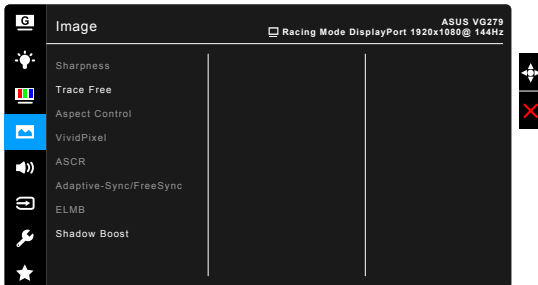 G
Image
ASUS VG279
Racing Mode DisplayPort 1920x1080@ 144Hz
Sharpness
Trace Free
Aspect Control
VividPixel
ASCR
Adaptive-Sync/FreeSync
ELMB
Shadow Boost